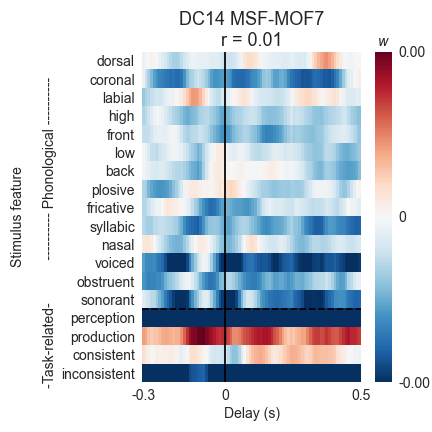 DC14 MSF-MOF7
r = 0.01
w
dorsal
coronal
labial
high
front
low
back
plosive
fricative
syllabic
nasal
voiced
obstruent
sonorant
perception
production
consistent
inconsistent
Stimulus feature
-Task-related-
----------- Phonological ----------
-0.3
0
0.5
Delay (s)
0.00
0
-0.00